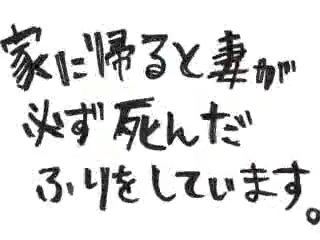 家に帰ると妻が
必ず死んだ
ふりをしています。